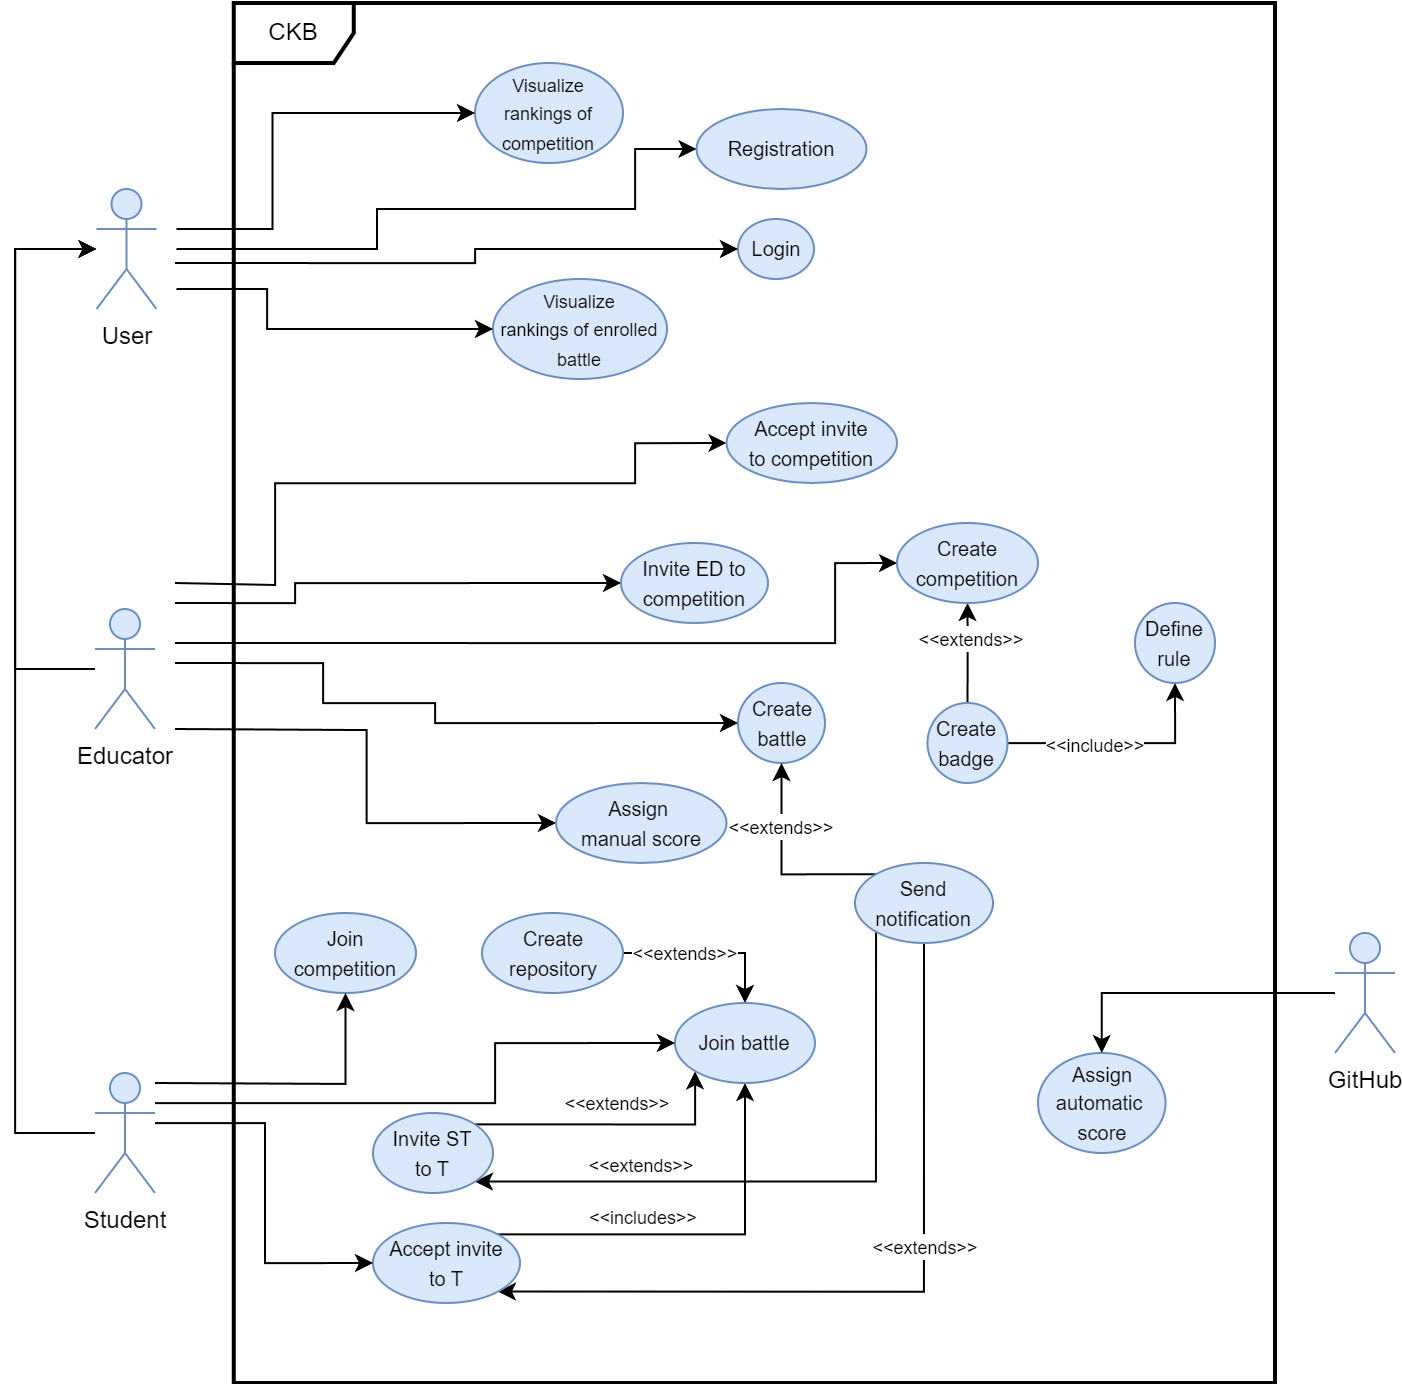 CKB
Visualize
rankings of
competition
Registration
Login
User
Visualize
rankings of enrolled
battle
Accept invite
to competition
Create
competition
Invite ED to
competition
<<extends>>
Define
rule
Create
battle
Create
badge
<<include>>
Educator
Assign
manual score
<<extends>>
Send
notification
Join
competition
Create
repository
<<extends>>
Join battle
GitHub
Assign
automatic
score
<<extends>>
Invite ST
to T
<<extends>>
Student
<<includes>>
Accept invite
to T
<<extends>>